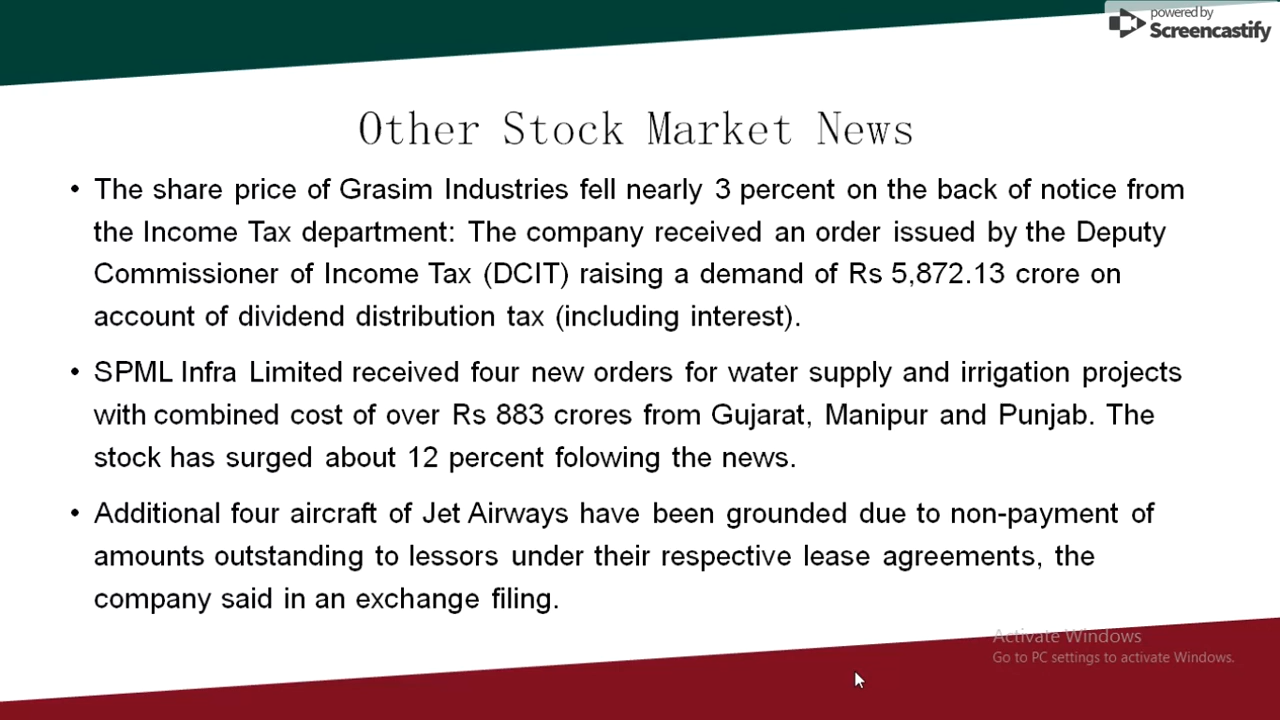 powered by
Screencastify
Other Stock Market News
• The share price of Grasim Industries fell nearly 3 percent on the back of notice from
the Income Tax department: The company received an order issued by the Deputy
Commissioner of Income Tax (DCIT) raising a demand of Rs 5,872.13 crore on
account of dividend distribution tax (including interest).
• SPML Infra Limited received four new orders for water supply and irrigation projects
with combined cost of over Rs 883 crores from Gujarat, Manipur and Punjab. The
stock has surged about 12 percent folowing the news.
• Additional four aircraft of Jet Airways have been grounded due to non-payment of
amounts outstanding to lessors under their respective lease agreements, the
company said in an exchange filing.
Activate Windows
Go to PC settings to activate Windows.